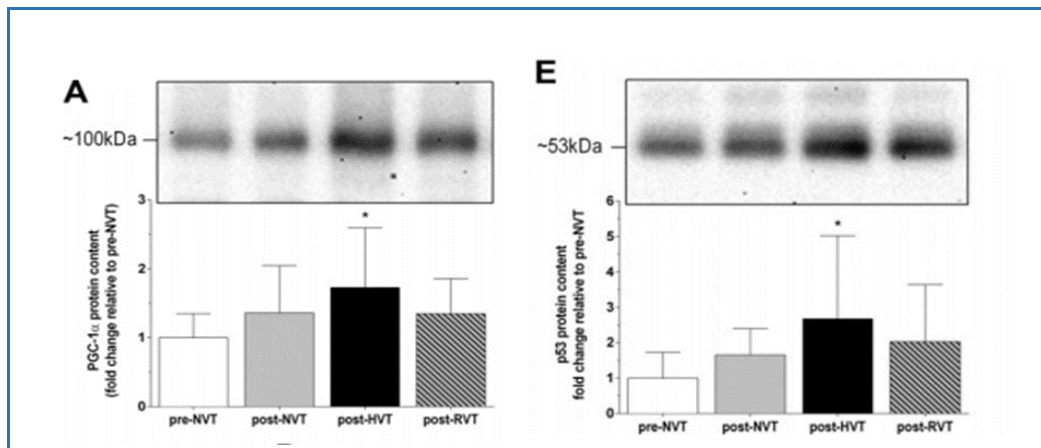 A
~100kDa
PGC-1α protein content
(fold change relative to pre-NVT)
3
*
2
1
0
pre-NVT post-NVT post-HVT post-RVT
E
~53kDa
p53 protein content
fold change relative to pre-NVT
6
*
5
4
3
2
1
0
pre-NVT post-NVT post-HVT post-RVT